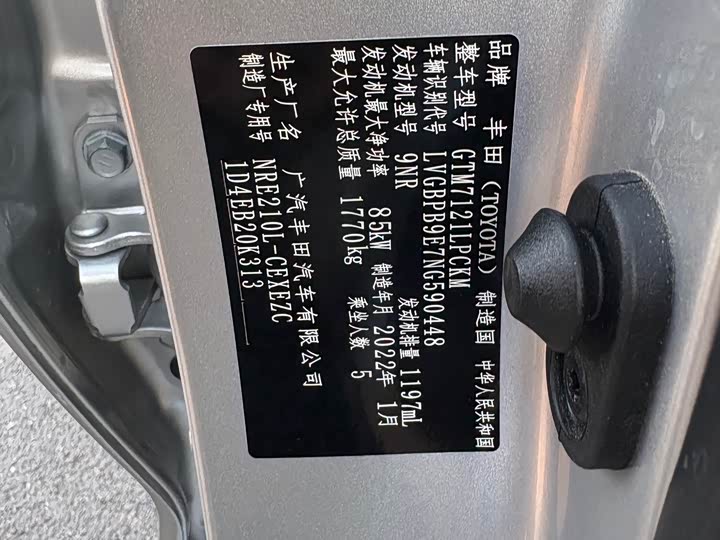 品牌 丰田（TOYOTA） 制造国 中华人民共和国
整车型号 GTM7121LPCKM
车辆识别代号 LVGBPB9E7NG590448
发动机型号 9NR 发动机排量 1197mL
发动机最大净功率 85kW 制造年月 2022年 1月
最大允许总质量 1770kg 乘坐人数 5
生产厂名 广汽丰田汽车有限公司
制造厂专用号 NRE210L-CEXEZC
1D4EB20K313